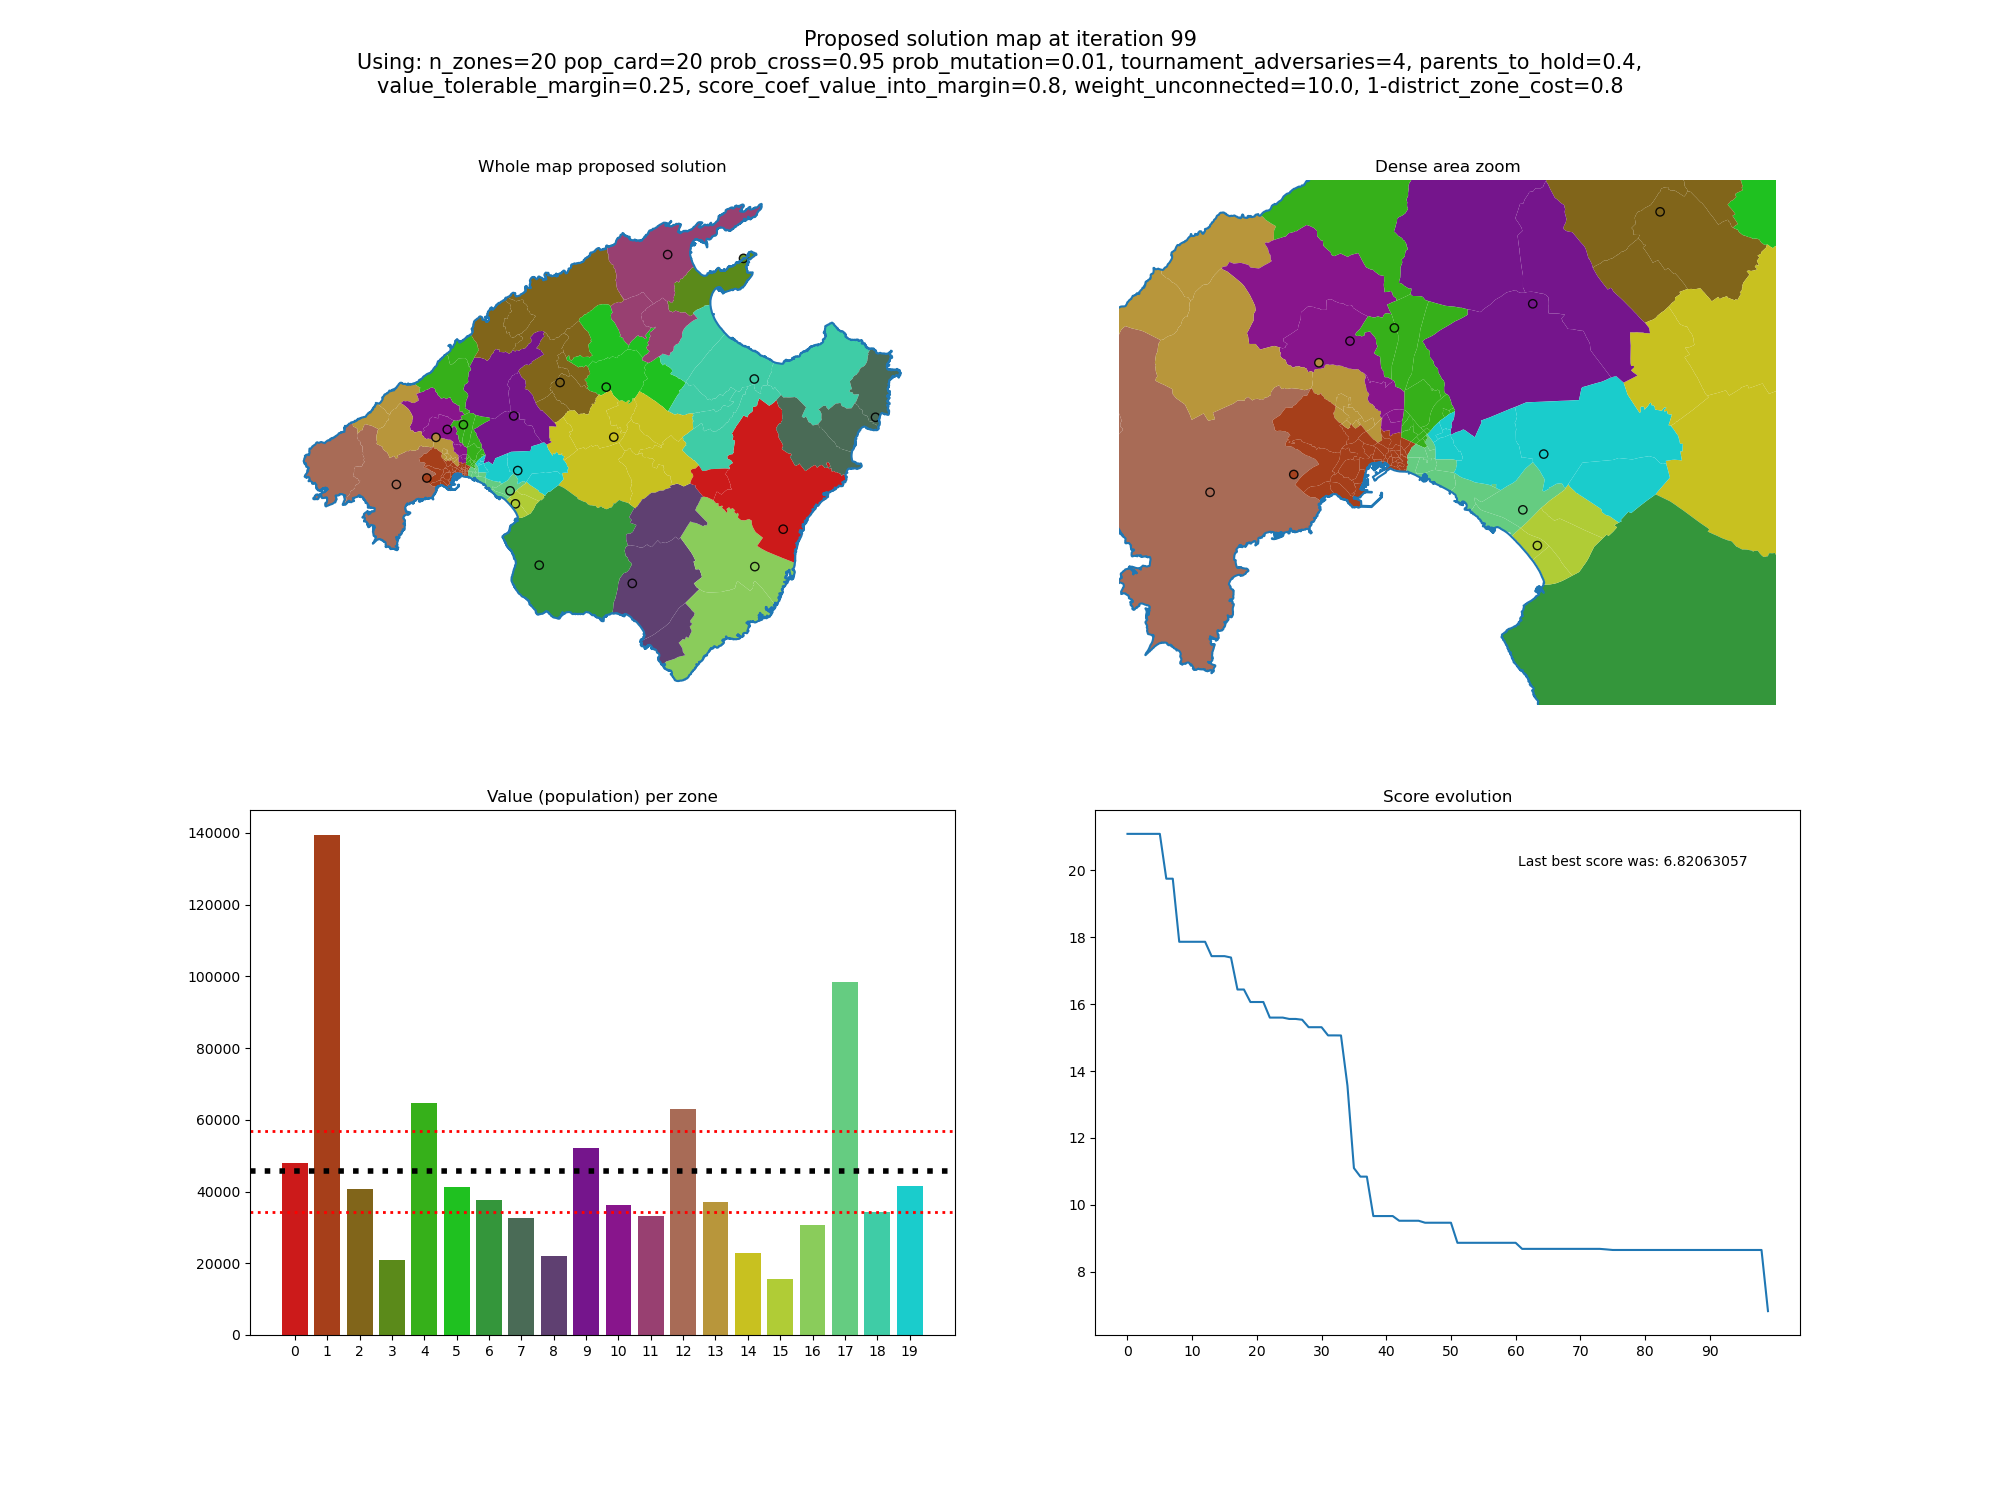 Proposed solution map at iteration 99
Using: n_zones=20 pop_card=20 prob_cross=0.95 prob_mutation=0.01, tournament_adversaries=4, parents_to_hold=0.4,
value_tolerable_margin=0.25, score_coef_value_into_margin=0.8, weight_unconnected=10.0, 1-district_zone_cost=0.8
Whole map proposed solution
Dense area zoom
Value (population) per zone
140000
120000
100000
80000
60000
40000
20000
0
0 1 2 3 4 5 6 7 8 9 10 11 12 13 14 15 16 17 18 19
Score evolution
Last best score was: 6.82063057
20
18
16
14
12
10
8
0 10 20 30 40 50 60 70 80 90